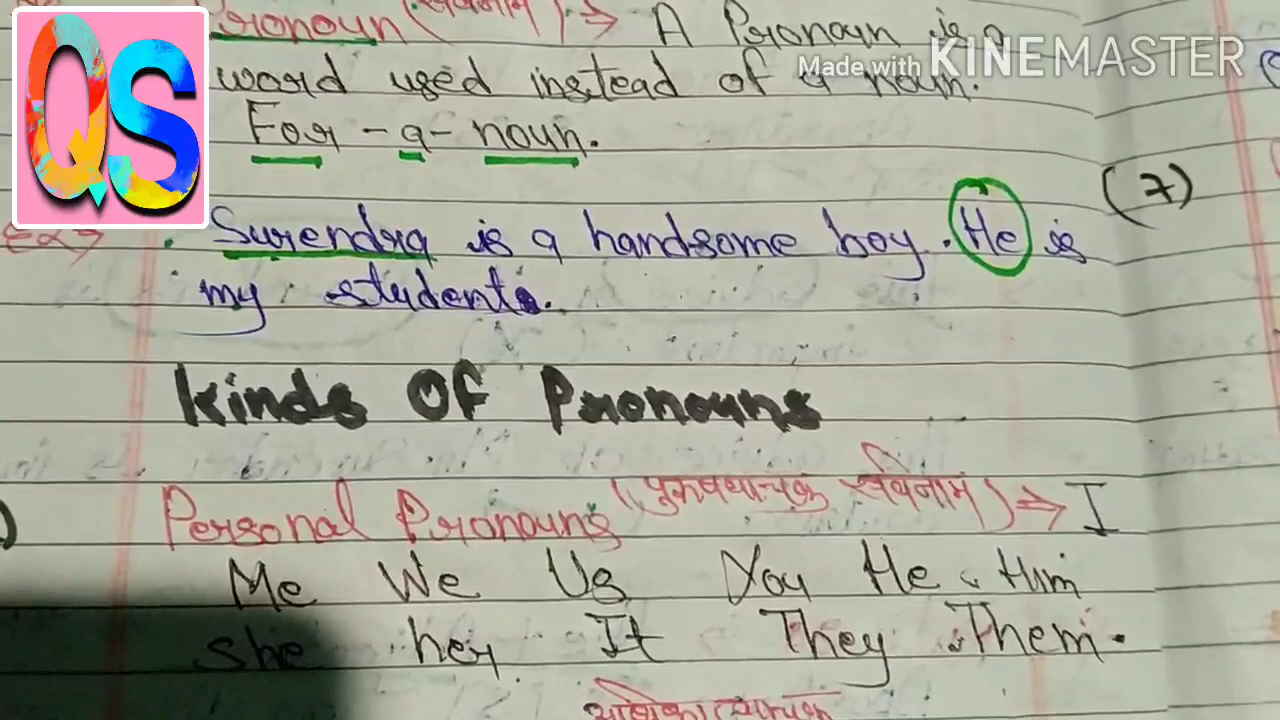 Pronoun (सर्वनाम) ⇒ A Pronoun is a
Made with KINEMASTER
QS
word used instead of a noun.
For - a - noun.
(7)
Ex ⇒ Surendra is a handsome boy. He is
my student.
Kinds Of Pronouns
Personal Pronouns (पुरुषवाचक सर्वनाम) ⇒ I
Me We Us You He Him
She her It They Them.